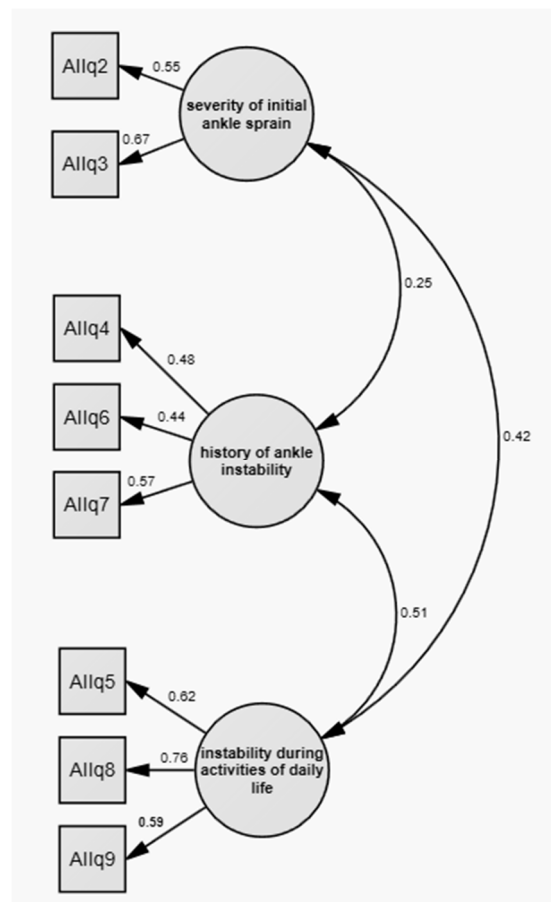 AIIq2
0.55
severity of initial
ankle sprain
0.67
AIIq3
0.25
AIIq4
0.48
0.42
AIIq6
0.44
history of ankle
instability
0.57
AIIq7
0.51
AIIq5
0.62
instability during
activities of daily
life
0.76
AIIq8
0.59
AIIq9